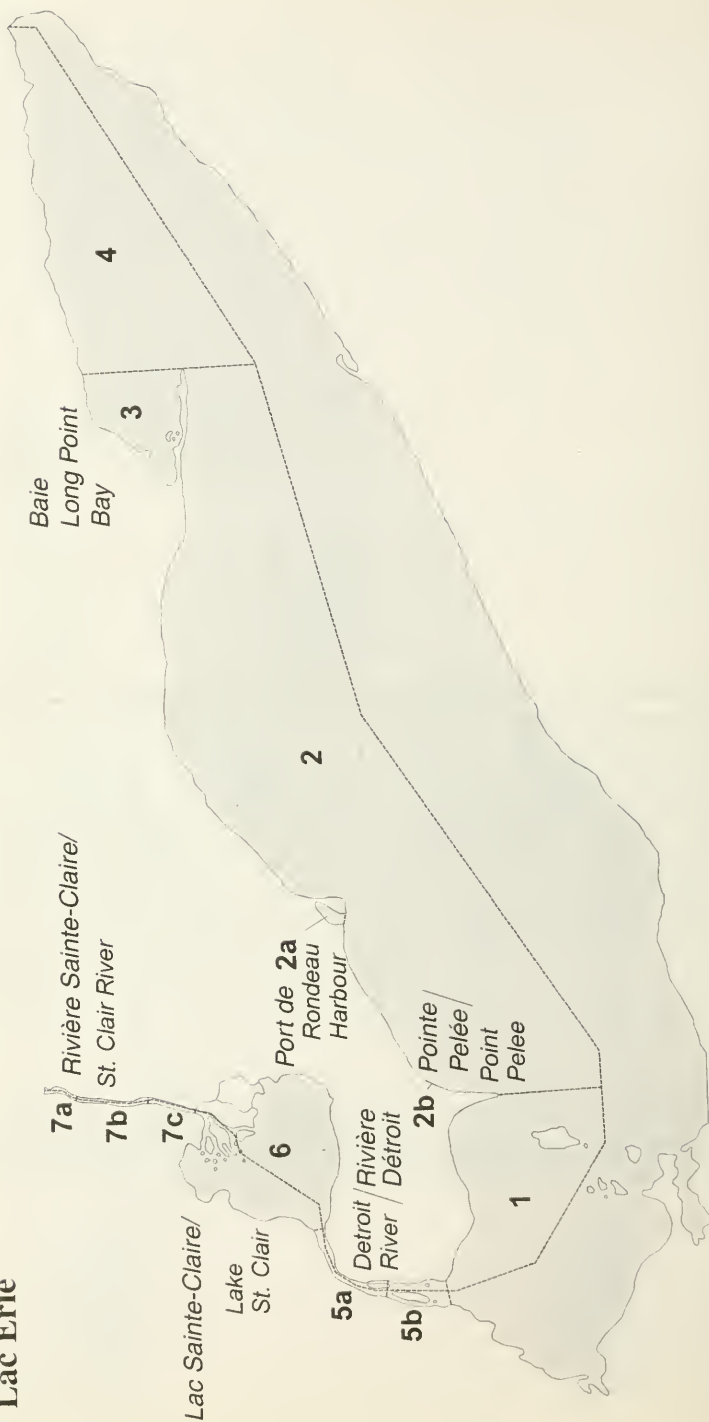 Lac Érié
7a
Rivière Sainte-Claire/
St. Clair River
7b
7c
Lac Sainte-Claire/
Lake
St. Clair
6
5a
Detroit / Rivière
River / Détroit
5b
Port de 2a
Rondeau
Harbour
2b
Pointe /
Pelée /
Point
Pelee
1
2
Baie
Long Point
Bay
3
4